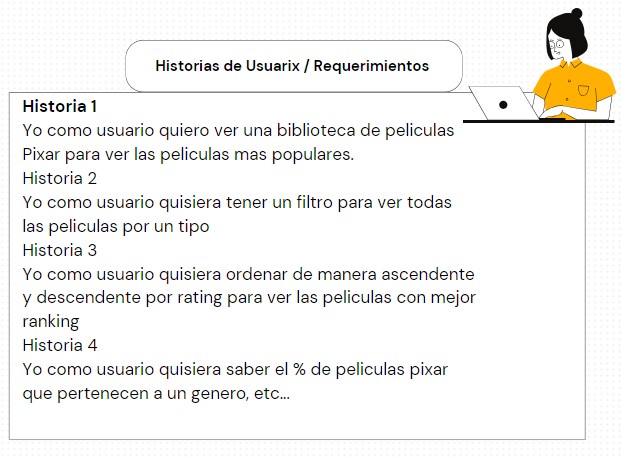 Historias de Usuarix / Requerimientos
Historia 1
Yo como usuario quiero ver una biblioteca de peliculas
Pixar para ver las peliculas mas populares.
Historia 2
Yo como usuario quisiera tener un filtro para ver todas
las peliculas por un tipo
Historia 3
Yo como usuario quisiera ordenar de manera ascendente
y descendente por rating para ver las peliculas con mejor
ranking
Historia 4
Yo como usuario quisiera saber el % de peliculas pixar
que pertenecen a un genero, etc...